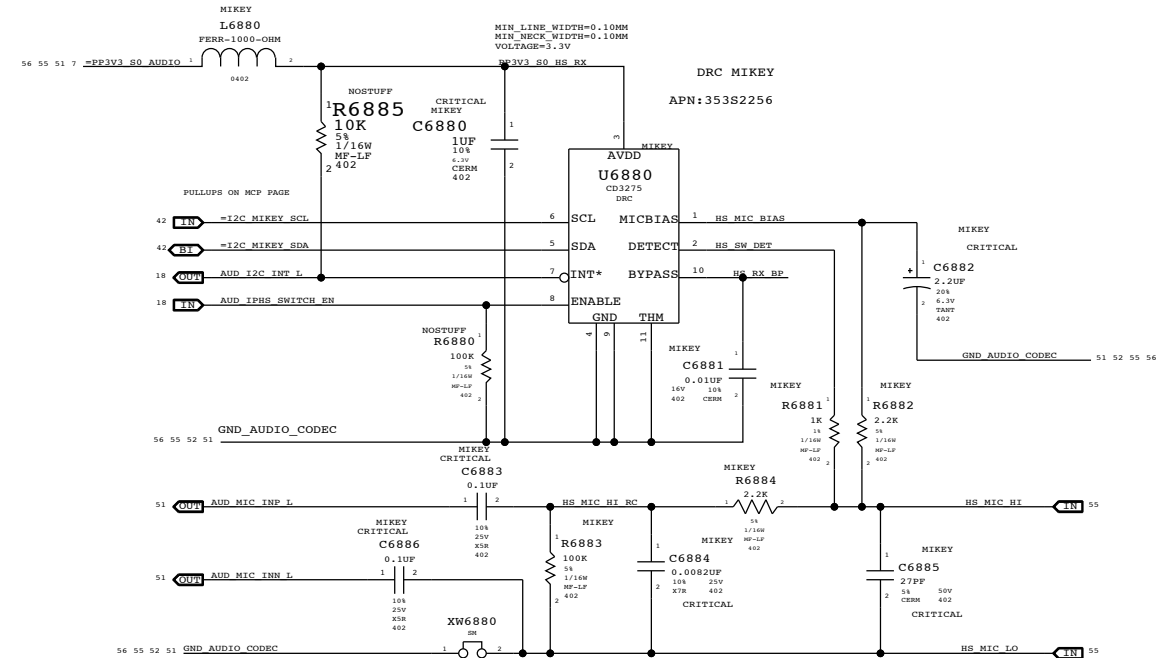 MIKEY
L6880
FERR-1000-OHM
56 55 51 7 =PP3V3_S0_AUDIO 1 2
0402
MIN_LINE_WIDTH=0.10MM
MIN_NECK_WIDTH=0.10MM
VOLTAGE=3.3V
PP3V3_S0_HS_RX
DRC MIKEY
APN:353S2256
NOSTUFF
1 R6885
10K
5%
1/16W
MF-LF
2 402
CRITICAL
MIKEY
C6880
1
1UF
10%
6.3V
CERM
402
2
3
MIKEY
AVDD
U6880
CD3275
DRC
PULLUPS ON MCP PAGE
42 IN =I2C_MIKEY_SCL 6 SCL
42 BI =I2C_MIKEY_SDA 5 SDA
18 OUT AUD_I2C_INT_L 7 INT*
18 IN AUD_IPHS_SWITCH_EN 8 ENABLE
MICBIAS 1 HS_MIC_BIAS
DETECT 2 HS_SW_DET
BYPASS 10 HS_RX_BP
GND THM
4 9 11
MIKEY
CRITICAL
1
C6882
2.2UF
20%
6.3V
TANT
402
2
+
GND_AUDIO_CODEC 51 52 55 56
NOSTUFF
R6880
1
100K
5%
1/16W
MF-LF
402
2
MIKEY
C6881
1
0.01UF
16V 10%
402 CERM
2
MIKEY
R6881
1
1K
1%
1/16W
MF-LF
402
2
MIKEY
R6882
1
2.2K
5%
1/16W
MF-LF
402
2
GND_AUDIO_CODEC
56 55 52 51
MIKEY
CRITICAL
C6883
0.1UF
51 OUT AUD_MIC_INP_L 1 2
10%
25V
X5R
402
HS_MIC_HI_RC
MIKEY
R6884
2.2K
1 2
5%
1/16W
MF-LF
402
HS_MIC_HI IN 55
MIKEY
CRITICAL
C6886
0.1UF
51 OUT AUD_MIC_INN_L 1 2
10%
25V
X5R
402
MIKEY
R6883
1
100K
5%
1/16W
MF-LF
402
2
MIKEY
1
C6884
0.0082UF
10% 25V
X7R 402
2
CRITICAL
MIKEY
1
C6885
27PF
5% 50V
CERM 402
2
CRITICAL
XW6880
SM
56 55 52 51 GND_AUDIO_CODEC 1 2
HS_MIC_LO IN 55